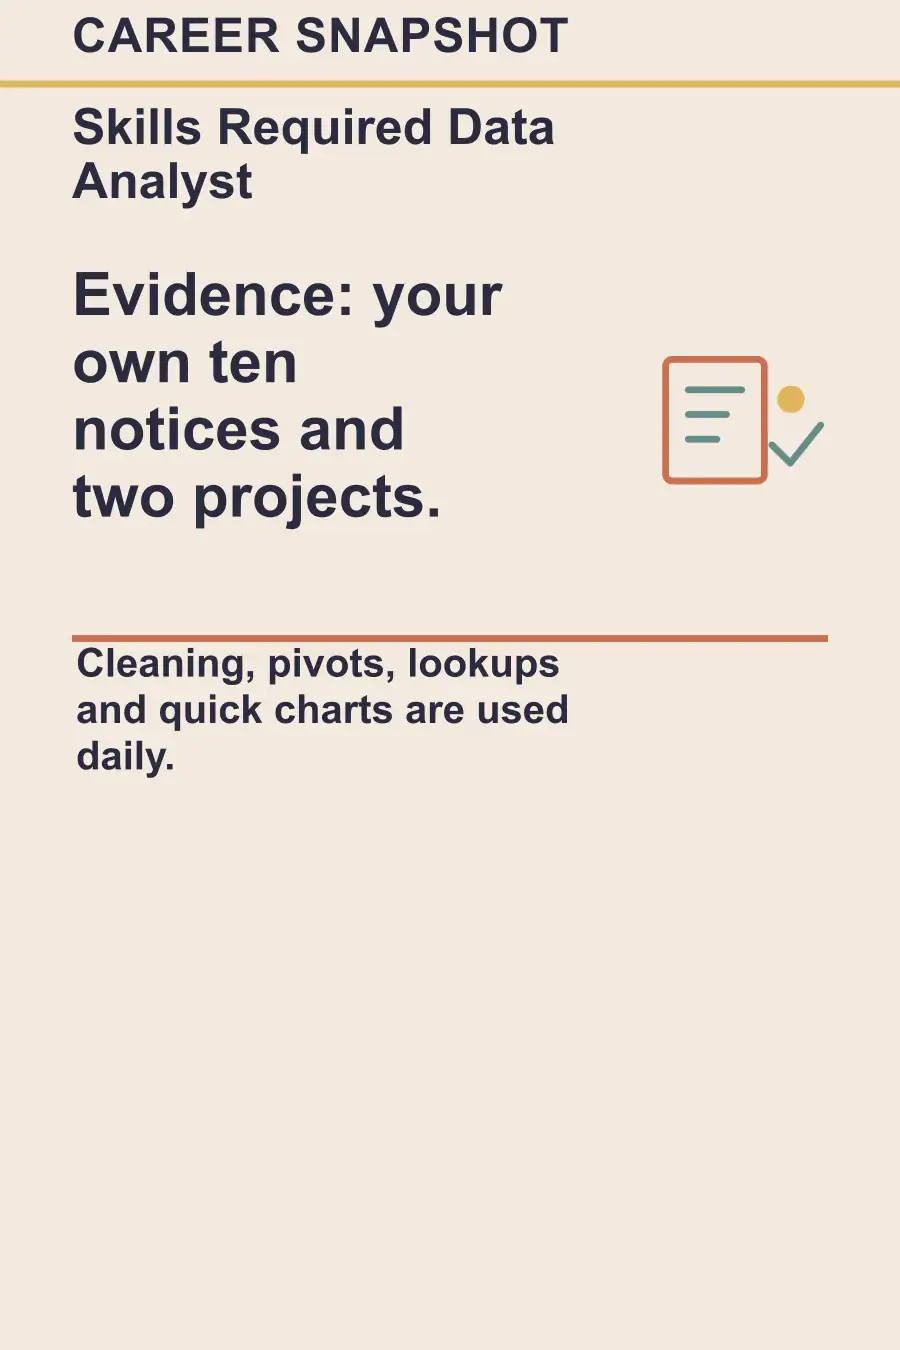 CAREER SNAPSHOT
Skills Required Data
Analyst
Evidence: your
own ten
notices and
two projects.
Cleaning, pivots, lookups
and quick charts are used
daily.